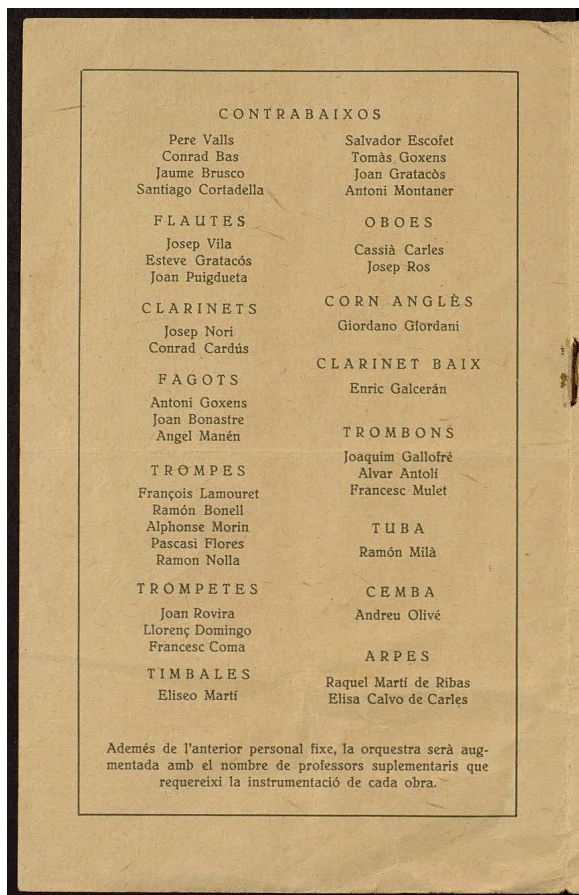 CONTRABAIXOS
Pere Valls
Conrad Bas
Jaume Brusco
Santiago Cortadella
Salvador Escofet
Tomàs Goxens
Joan Gratacòs
Antoni Montaner
FLAUTES
Josep Vila
Esteve Gratacós
Joan Puigdueta
CLARINETS
Josep Nori
Conrad Cardús
FAGOTS
Antoni Goxens
Joan Bonastre
Angel Manén
TROMPES
François Lamouret
Ramón Bonell
Alphonse Morin
Pascasi Flores
Ramon Nolla
TROMPETES
Joan Rovira
Llorenç Domingo
Francesc Coma
TIMBALES
Eliseo Martí
OBOES
Cassià Carles
Josep Ros
CORN ANGLÈS
Giordano Giordani
CLARINET BAIX
Enric Galcerán
TROMBONS
Joaquim Gallofré
Alvar Antolí
Francesc Mulet
TUBA
Ramón Milà
CEMBA
Andreu Olivé
ARPES
Raquel Martí de Ribas
Elisa Calvo de Carles
Además de l'anterior personal fixe, la orquestra serà aug-
mentada amb el nombre de professors suplementaris que
requereixi la instrumentació de cada obra.